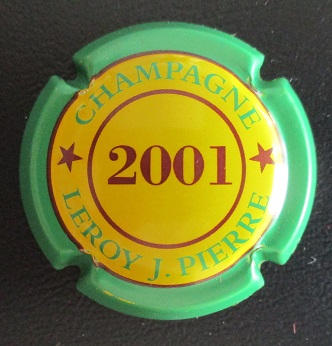 CHAMPAGNE
2001
LEROY J. PIERRE